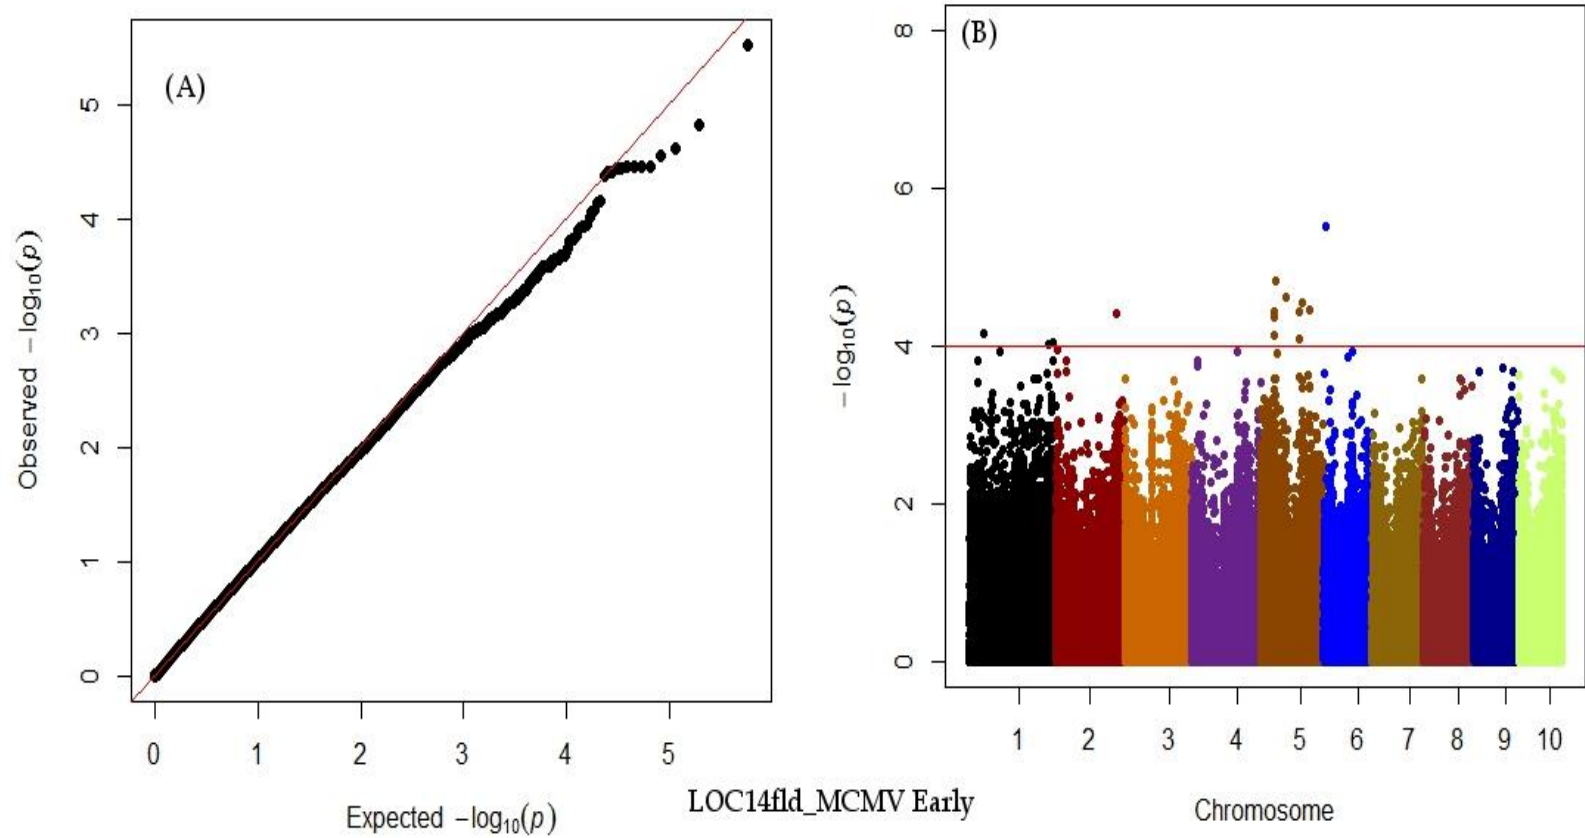 (A)
Observed −log₁₀(p)
5
4
3
2
1
0
0 1 2 3 4 5
Expected −log₁₀(p)
(B)
−log₁₀(p)
8
6
4
2
0
1 2 3 4 5 6 7 8 9 10
Chromosome
LOC14fld_MCMV Early